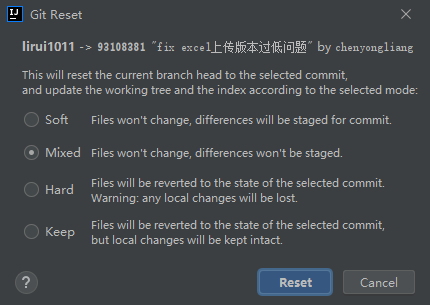 IJ Git Reset
lirui1011 -> 93108381 "fix excel上传版本过低问题" by chenyongliang
This will reset the current branch head to the selected commit,
and update the working tree and the index according to the selected mode:
Soft Files won't change, differences will be staged for commit.
Mixed Files won't change, differences won't be staged.
Hard Files will be reverted to the state of the selected commit.
Warning: any local changes will be lost.
Keep Files will be reverted to the state of the selected commit,
but local changes will be kept intact.
? Reset Cancel